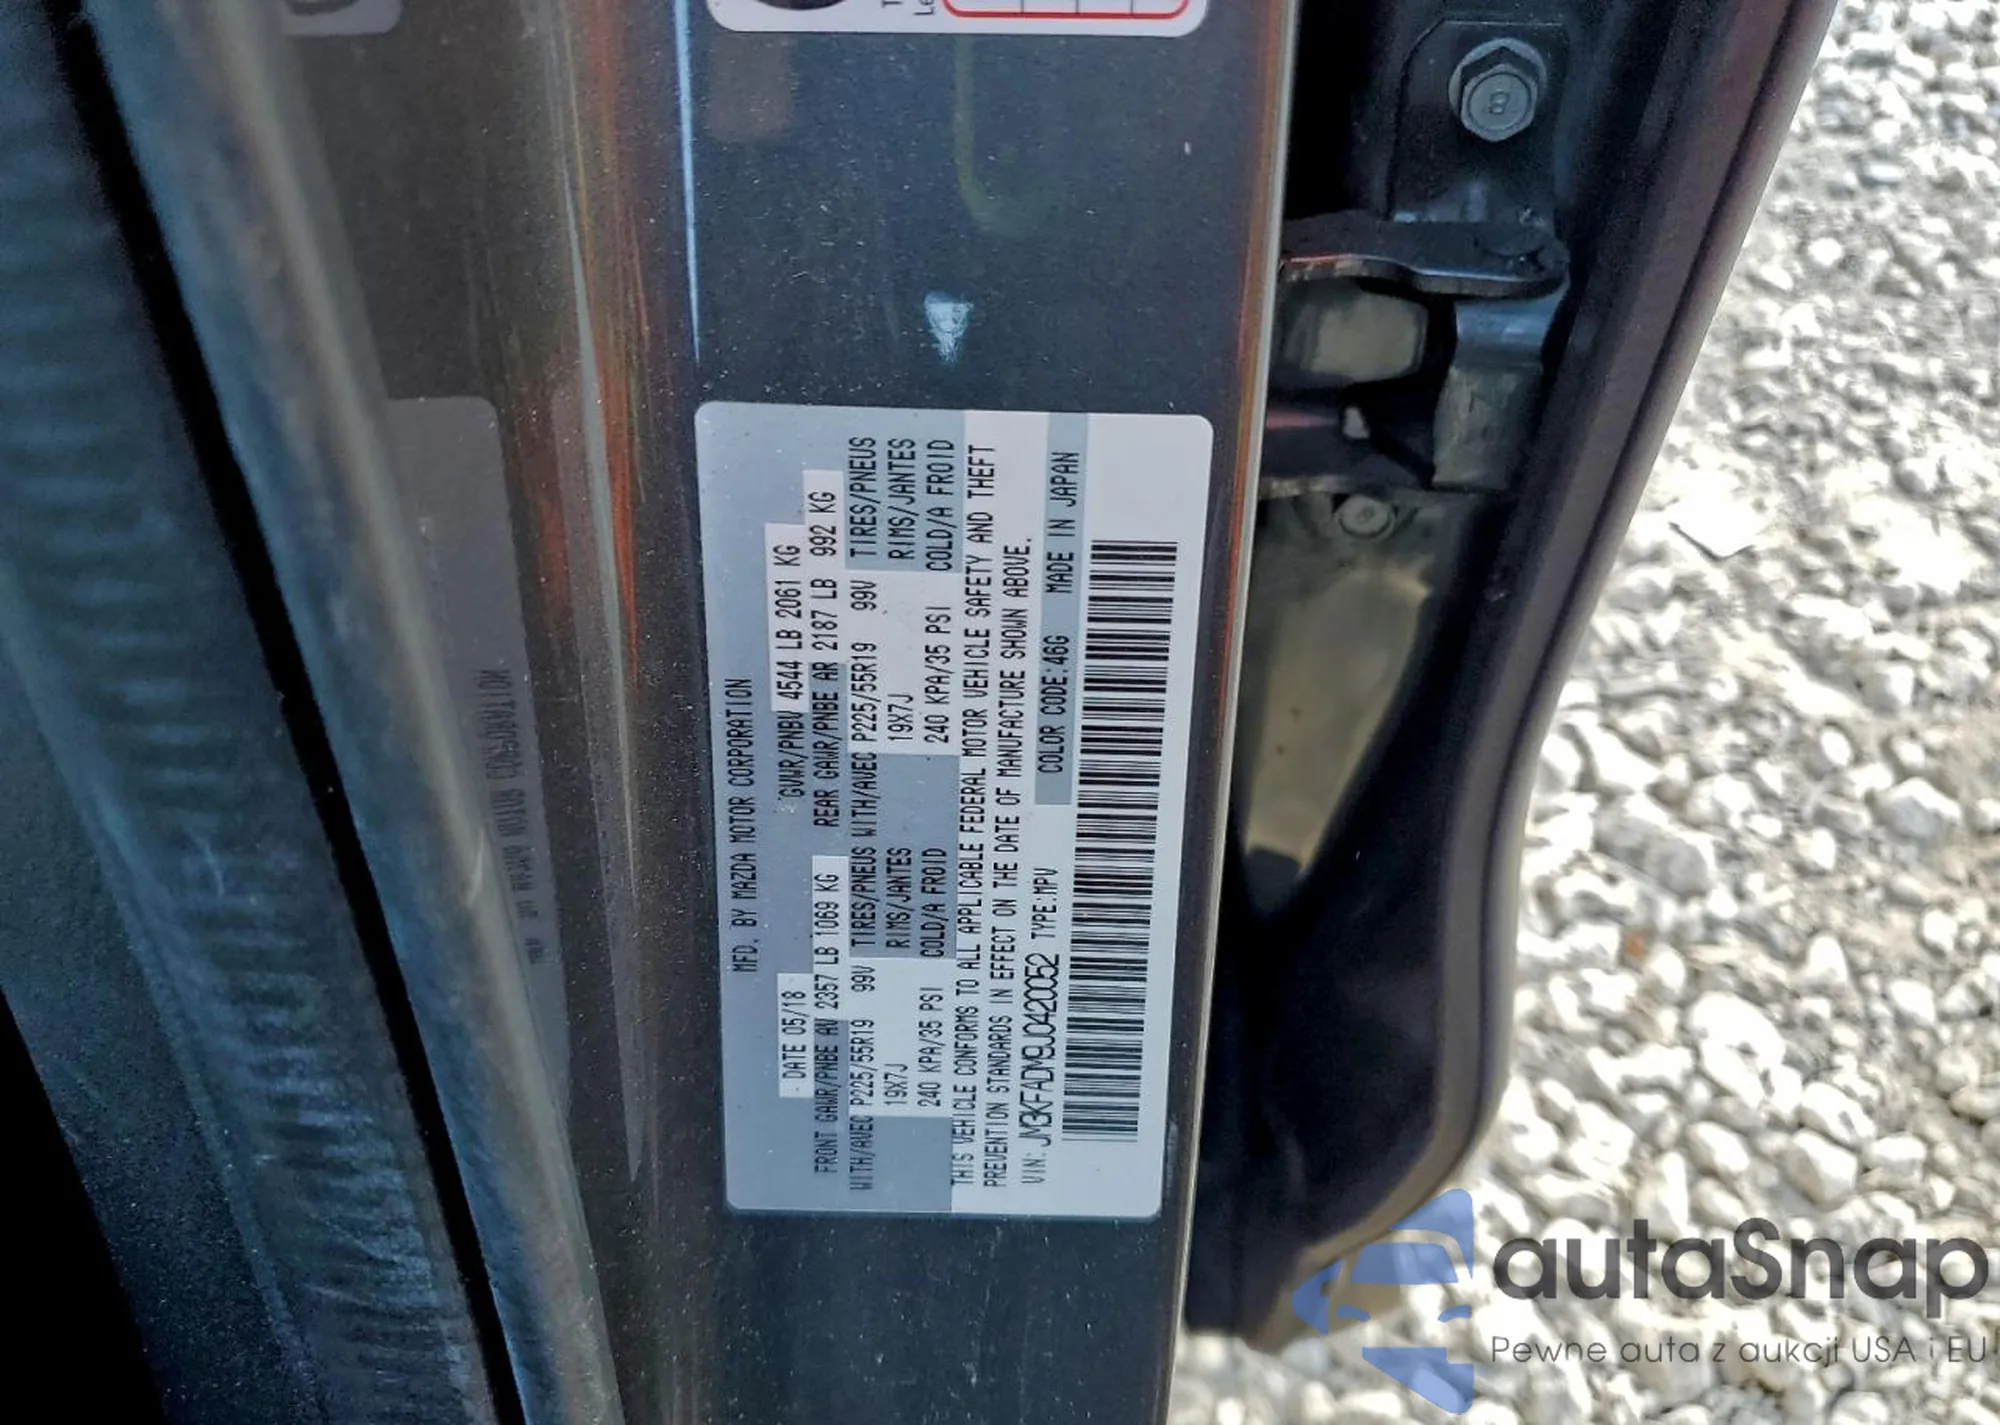 MFD. BY MAZDA MOTOR CORPORATION
DATE 05/18 GVWR/PNBV 4544 LB 2061 KG
FRONT GAWR/PNBE AV 2357 LB 1069 KG REAR GAWR/PNBE AR 2187 LB 992 KG
WITH/AVEC P225/55R19 99V TIRES/PNEUS WITH/AVEC P225/55R19 99V TIRES/PNEUS
19X7J RIMS/JANTES 19X7J RIMS/JANTES
240 KPA/35 PSI COLD/A FROID 240 KPA/35 PSI COLD/A FROID
THIS VEHICLE CONFORMS TO ALL APPLICABLE FEDERAL MOTOR VEHICLE SAFETY AND THEFT
PREVENTION STANDARDS IN EFFECT ON THE DATE OF MANUFACTURE SHOWN ABOVE.
VIN: JM3KFADM9J0420052 TYPE:MPV COLOR CODE:46G MADE IN JAPAN
8
autaSnap
Pewne auta z aukcji USA i EU